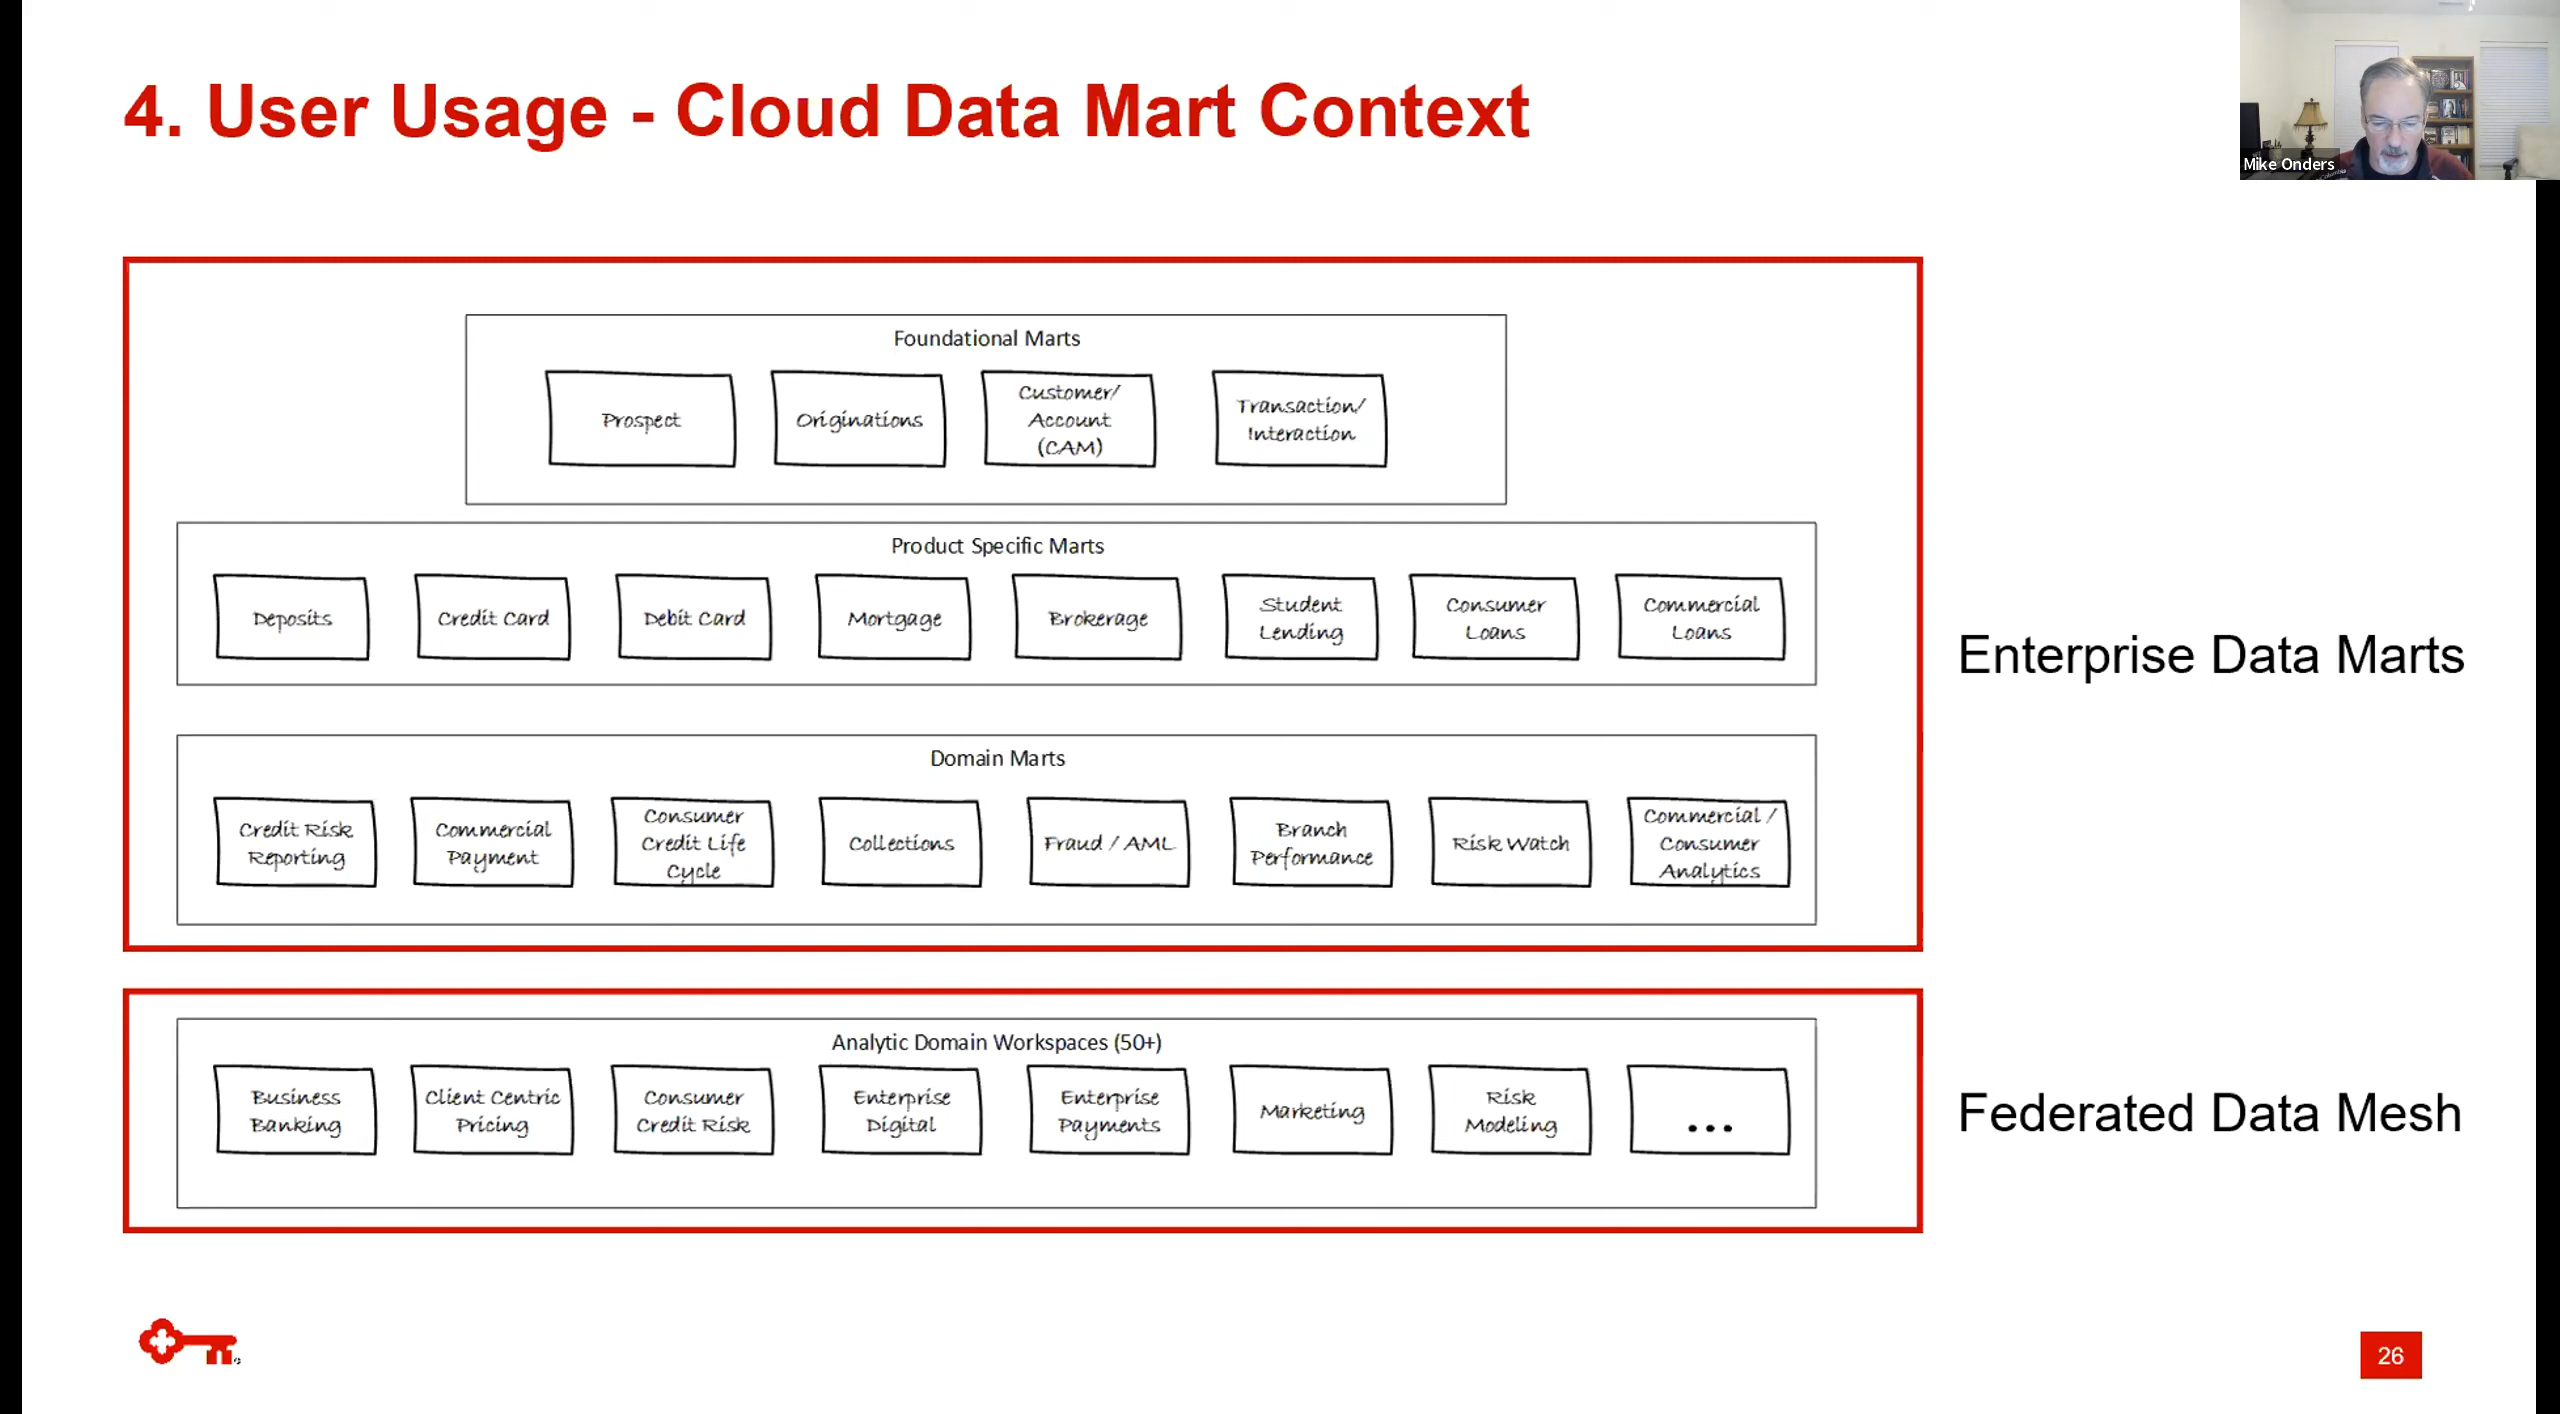 4. User Usage - Cloud Data Mart Context
Mike Onders
Foundational Marts
Prospect
Originations
Customer/
Account
(CAM)
Transaction/
Interaction
Product Specific Marts
Deposits
Credit Card
Debit Card
Mortgage
Brokerage
Student
Lending
Consumer
Loans
Commercial
Loans
Enterprise Data Marts
Domain Marts
Credit Risk
Reporting
Commercial
Payment
Consumer
Credit Life
Cycle
Collections
Fraud / AML
Branch
Performance
Risk Watch
Commercial /
Consumer
Analytics
Analytic Domain Workspaces (50+)
Business
Banking
Client Centric
Pricing
Consumer
Credit Risk
Enterprise
Digital
Enterprise
Payments
Marketing
Risk
Modeling
...
Federated Data Mesh
26